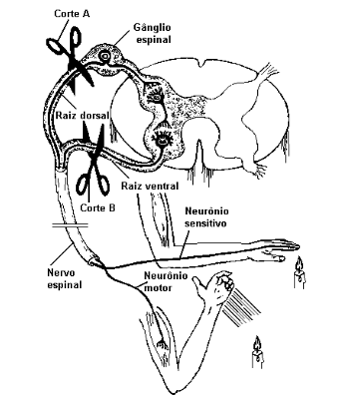 Corte A
Gânglio
espinal
Raiz dorsal
Raiz ventral
Corte B
Neurônio
sensitivo
Nervo
espinal
Neurônio
motor